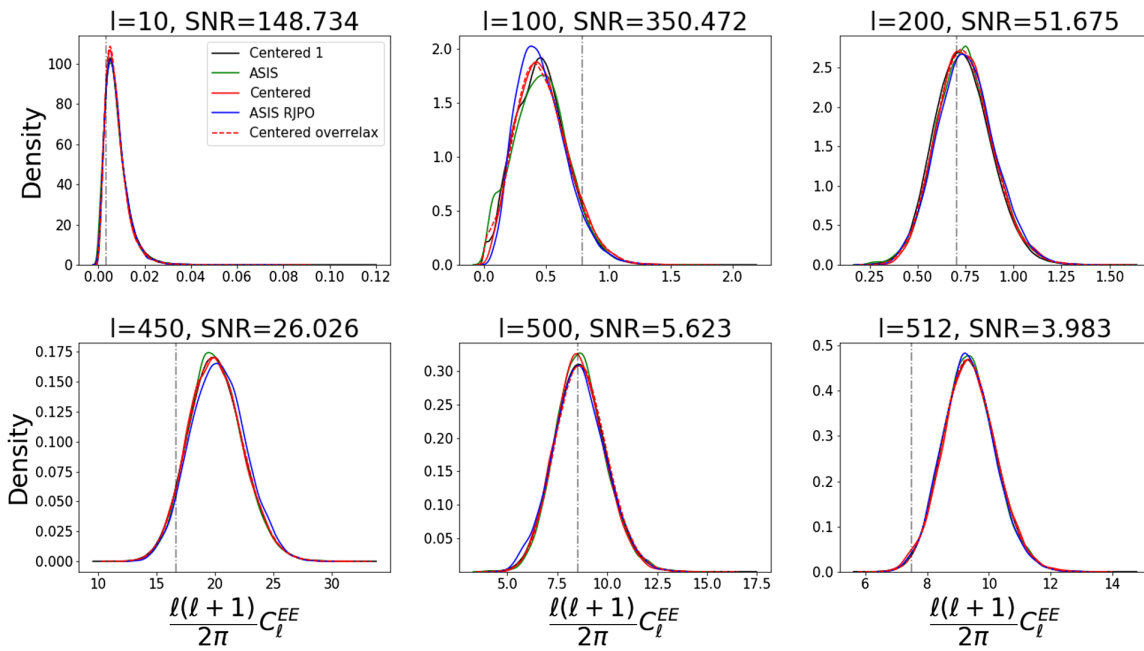 l=10, SNR=148.734
l=100, SNR=350.472
l=200, SNR=51.675
Density
100
80
60
40
20
0
0.00 0.02 0.04 0.06 0.08 0.10 0.12
Centered 1
ASIS
Centered
ASIS RJPO
Centered overrelax
2.0
1.5
1.0
0.5
0.0
0.0 0.5 1.0 1.5 2.0
2.5
2.0
1.5
1.0
0.5
0.0
0.25 0.50 0.75 1.00 1.25 1.50
l=450, SNR=26.026
l=500, SNR=5.623
l=512, SNR=3.983
Density
0.175
0.150
0.125
0.100
0.075
0.050
0.025
0.000
10 15 20 25 30
0.30
0.25
0.20
0.15
0.10
0.05
5.0 7.5 10.0 12.5 15.0 17.5
0.5
0.4
0.3
0.2
0.1
0.0
6 8 10 12 14
ℓ(ℓ + 1)/2π C_ℓ^{EE}
ℓ(ℓ + 1)/2π C_ℓ^{EE}
ℓ(ℓ + 1)/2π C_ℓ^{EE}